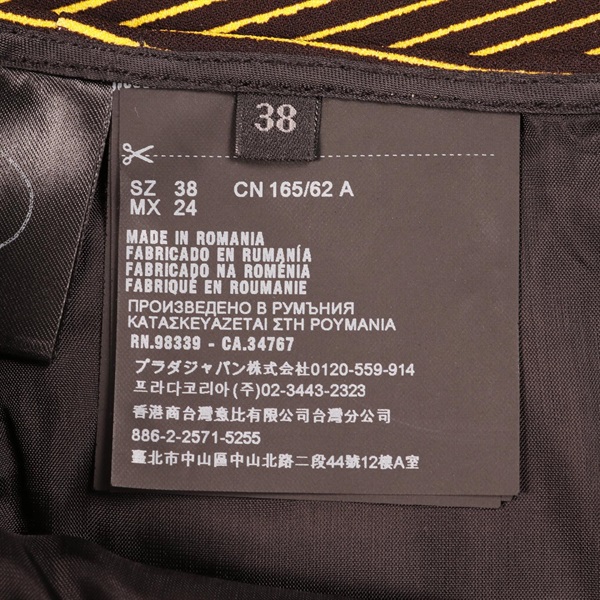 38
SZ 38 CN 165/62 A
MX 24
MADE IN ROMANIA
FABRICADO EN RUMANÍA
FABRICADO NA ROMÉNIA
FABRIQUÉ EN ROUMANIE
ПРОИЗВЕДЕНО В РУМЪНИЯ
ΚΑΤΑΣΚΕΥΑΖΕΤΑΙ ΣΤΗ ΡΟΥΜΑΝΙΑ
RN.98339 - CA.34767
プラダジャパン株式会社0120-559-914
프라다코리아(주)02-3443-2323
香港商台灣意比有限公司台灣分公司
886-2-2571-5255
臺北市中山區中山北路二段44號12樓A室